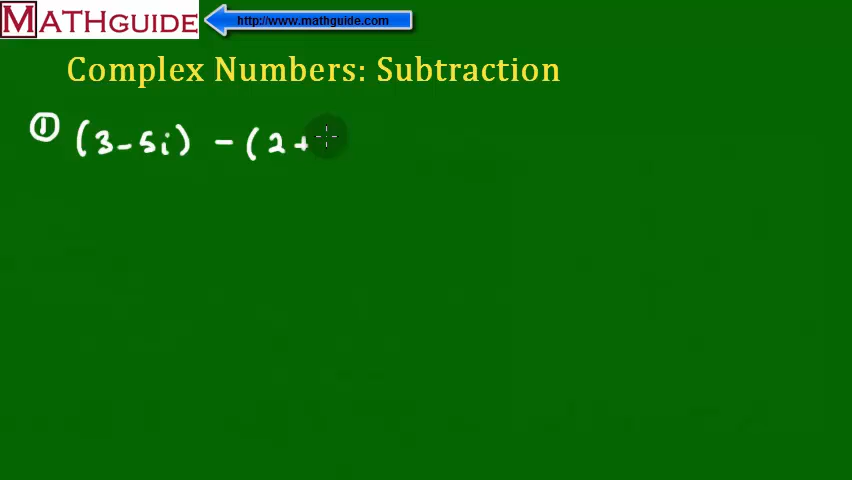 MATHGUIDE http://www.mathguide.com
Complex Numbers: Subtraction
① (3-5i) - (2+